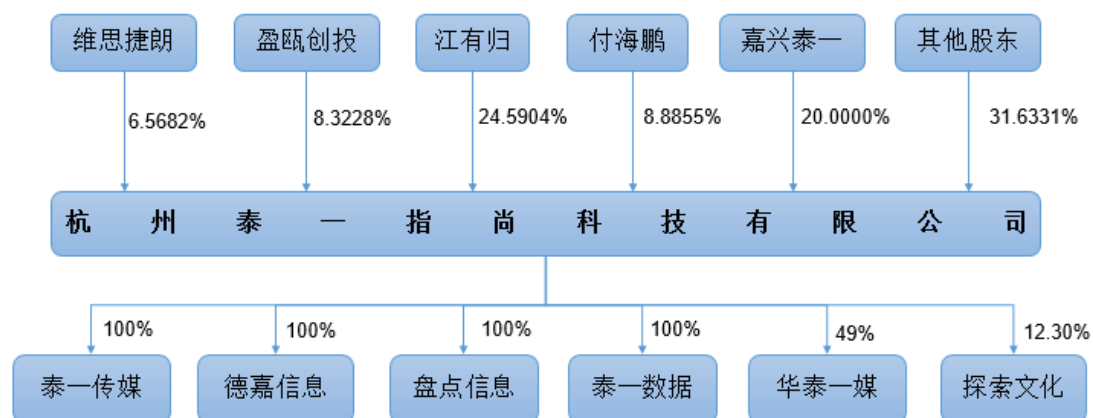 维思捷朗 盈瓯创投 江有归 付海鹏 嘉兴泰一 其他股东
6.5682% 8.3228% 24.5904% 8.8855% 20.0000% 31.6331%
杭州泰一指尚科技有限公司
100% 100% 100% 100% 49% 12.30%
泰一传媒 德嘉信息 盘点信息 泰一数据 华泰一媒 探索文化